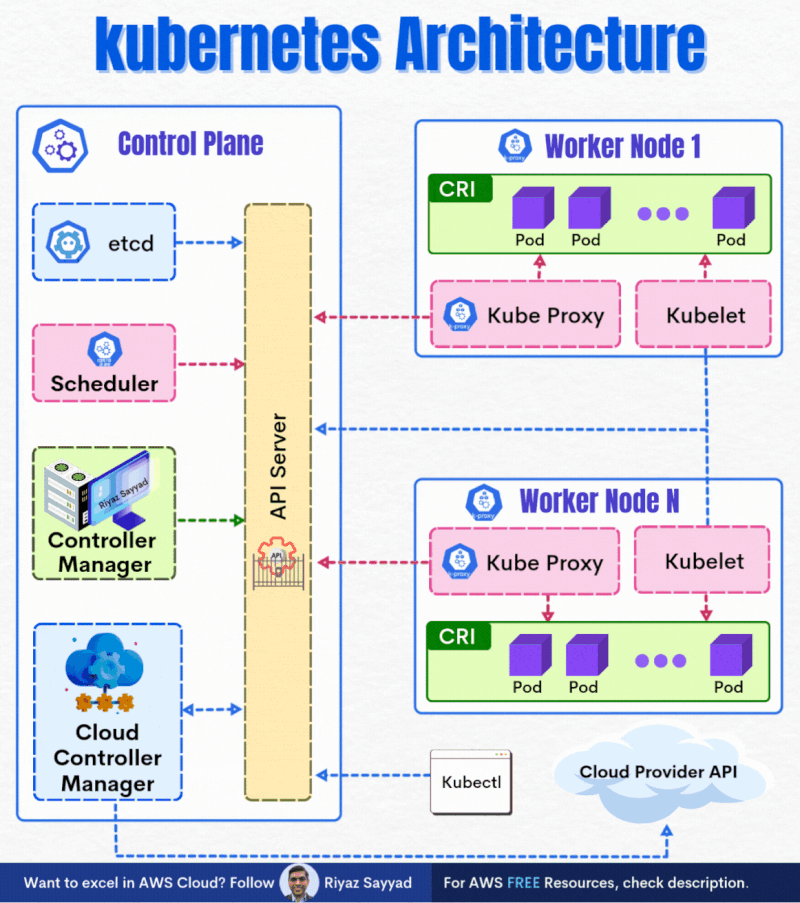 kubernetes Architecture
Control Plane
etcd
Scheduler
Riyaz Sayyad
Controller
Manager
Cloud
Controller
Manager
API Server
API
Worker Node 1
CRI
Pod
Pod
Pod
Kube Proxy
Kubelet
Worker Node N
Kube Proxy
Kubelet
CRI
Pod
Pod
Pod
Kubectl
Cloud Provider API
Want to excel in AWS Cloud? Follow
Riyaz Sayyad
For AWS FREE Resources, check description.